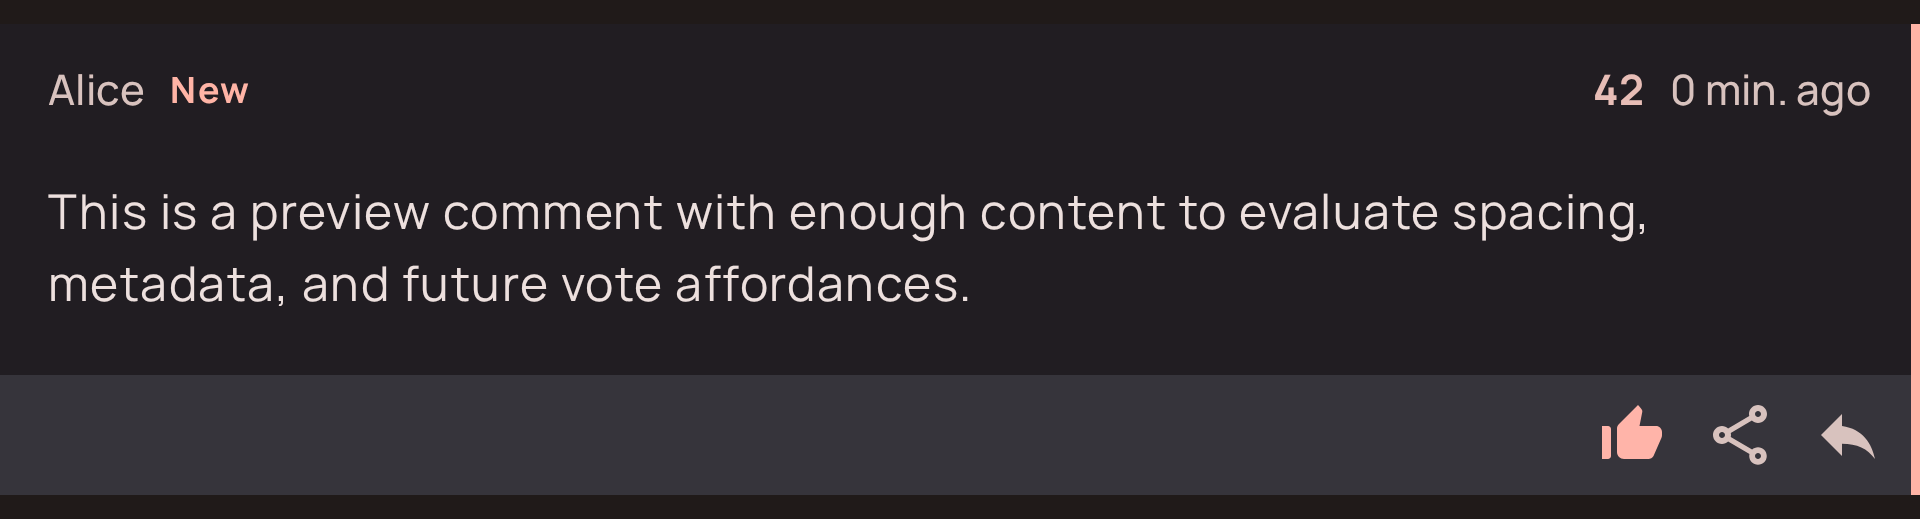 Alice New 42 0 min. ago
This is a preview comment with enough content to evaluate spacing,
metadata, and future vote affordances.